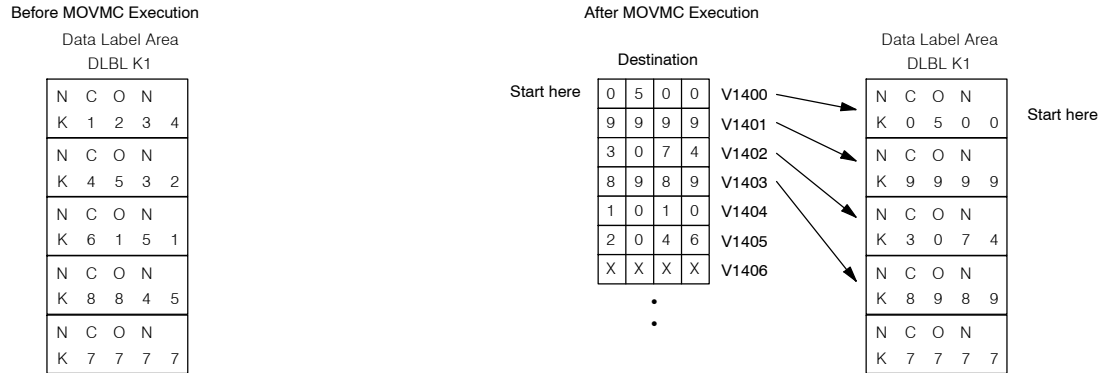 Before MOVMC Execution
Data Label Area
DLBL K1
N C O N
K 1 2 3 4
N C O N
K 4 5 3 2
N C O N
K 6 1 5 1
N C O N
K 8 8 4 5
N C O N
K 7 7 7 7
After MOVMC Execution
Destination
Start here
0 5 0 0 V1400
9 9 9 9 V1401
3 0 7 4 V1402
8 9 8 9 V1403
1 0 1 0 V1404
2 0 4 6 V1405
X X X X V1406
Data Label Area
DLBL K1
N C O N
K 0 5 0 0
Start here
N C O N
K 9 9 9 9
N C O N
K 3 0 7 4
N C O N
K 8 9 8 9
N C O N
K 7 7 7 7